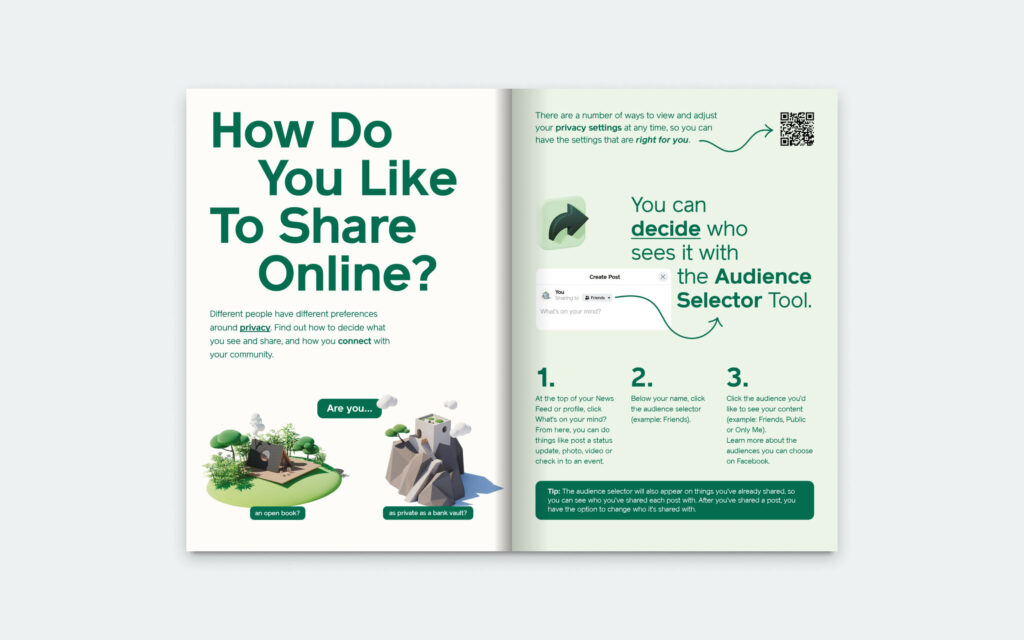 How Do
You Like
To Share
Online?
Different people have different preferences
around privacy. Find out how to decide what
you see and share, and how you connect with
your community.
Are you...
an open book?
as private as a bank vault?
There are a number of ways to view and adjust
your privacy settings at any time, so you can
have the settings that are right for you.
You can
decide who
sees it with
the Audience
Selector Tool.
Create Post
You
Sharing to
Friends
What's on your mind?
1.
At the top of your News
Feed or profile, click
What's on your mind?
From here, you can do
things like post a status
update, photo, video or
check in to an event.
2.
Below your name, click
the audience selector
(example: Friends).
3.
Click the audience you'd
like to see your content
(example: Friends, Public
or Only Me).
Learn more about the
audiences you can choose
on Facebook.
Tip: The audience selector will also appear on things you've already shared, so
you can see who you've shared each post with. After you've shared a post, you
have the option to change who it's shared with.